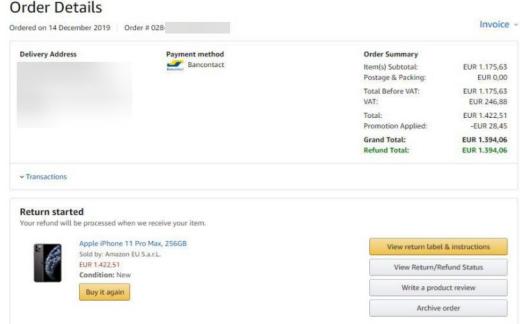 Order Details
Ordered on 14 December 2019 Order # 028-
Invoice
Delivery Address
Payment method
Bancontact
Bancontact
Order Summary
Item(s) Subtotal: EUR 1.175,63
Postage & Packing: EUR 0,00
Total Before VAT: EUR 1.175,63
VAT: EUR 246,88
Total: EUR 1.422,51
Promotion Applied: -EUR 28,45
Grand Total: EUR 1.394,06
Refund Total: EUR 1.394,06
Transactions
Return started
Your refund will be processed when we receive your item.
Apple iPhone 11 Pro Max, 256GB
Sold by: Amazon EU S.a.r.L.
EUR 1.422,51
Condition: New
Buy it again
View return label & instructions
View Return/Refund Status
Write a product review
Archive order